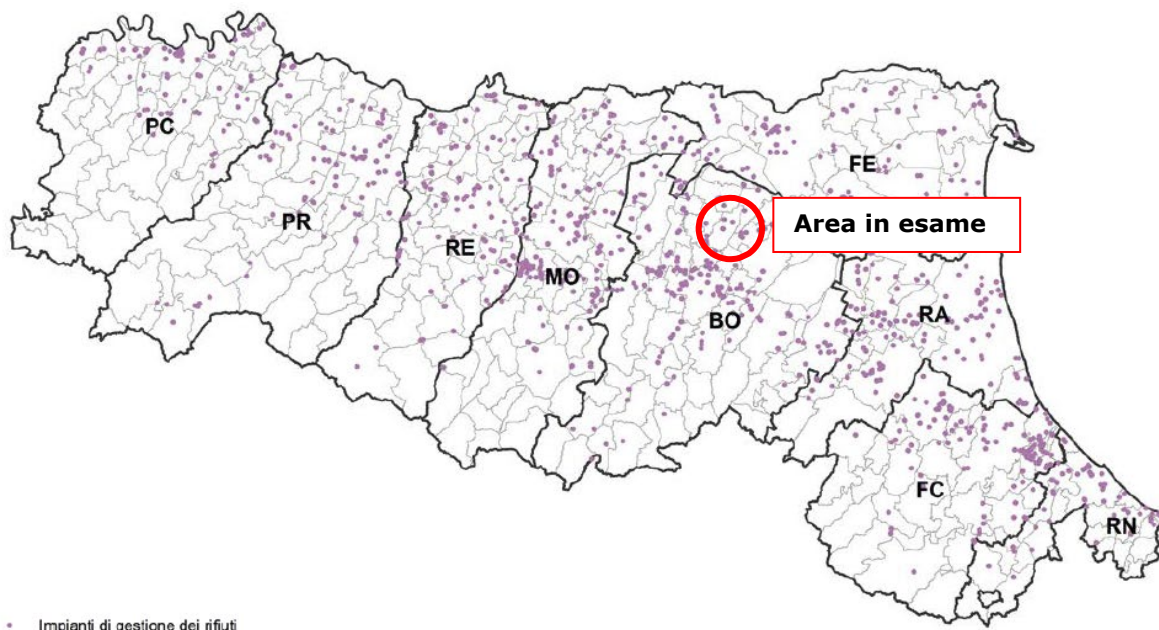 PC
PR
RE
MO
FE
Area in esame
BO
RA
FC
RN
Impianti di gestione dei rifiuti